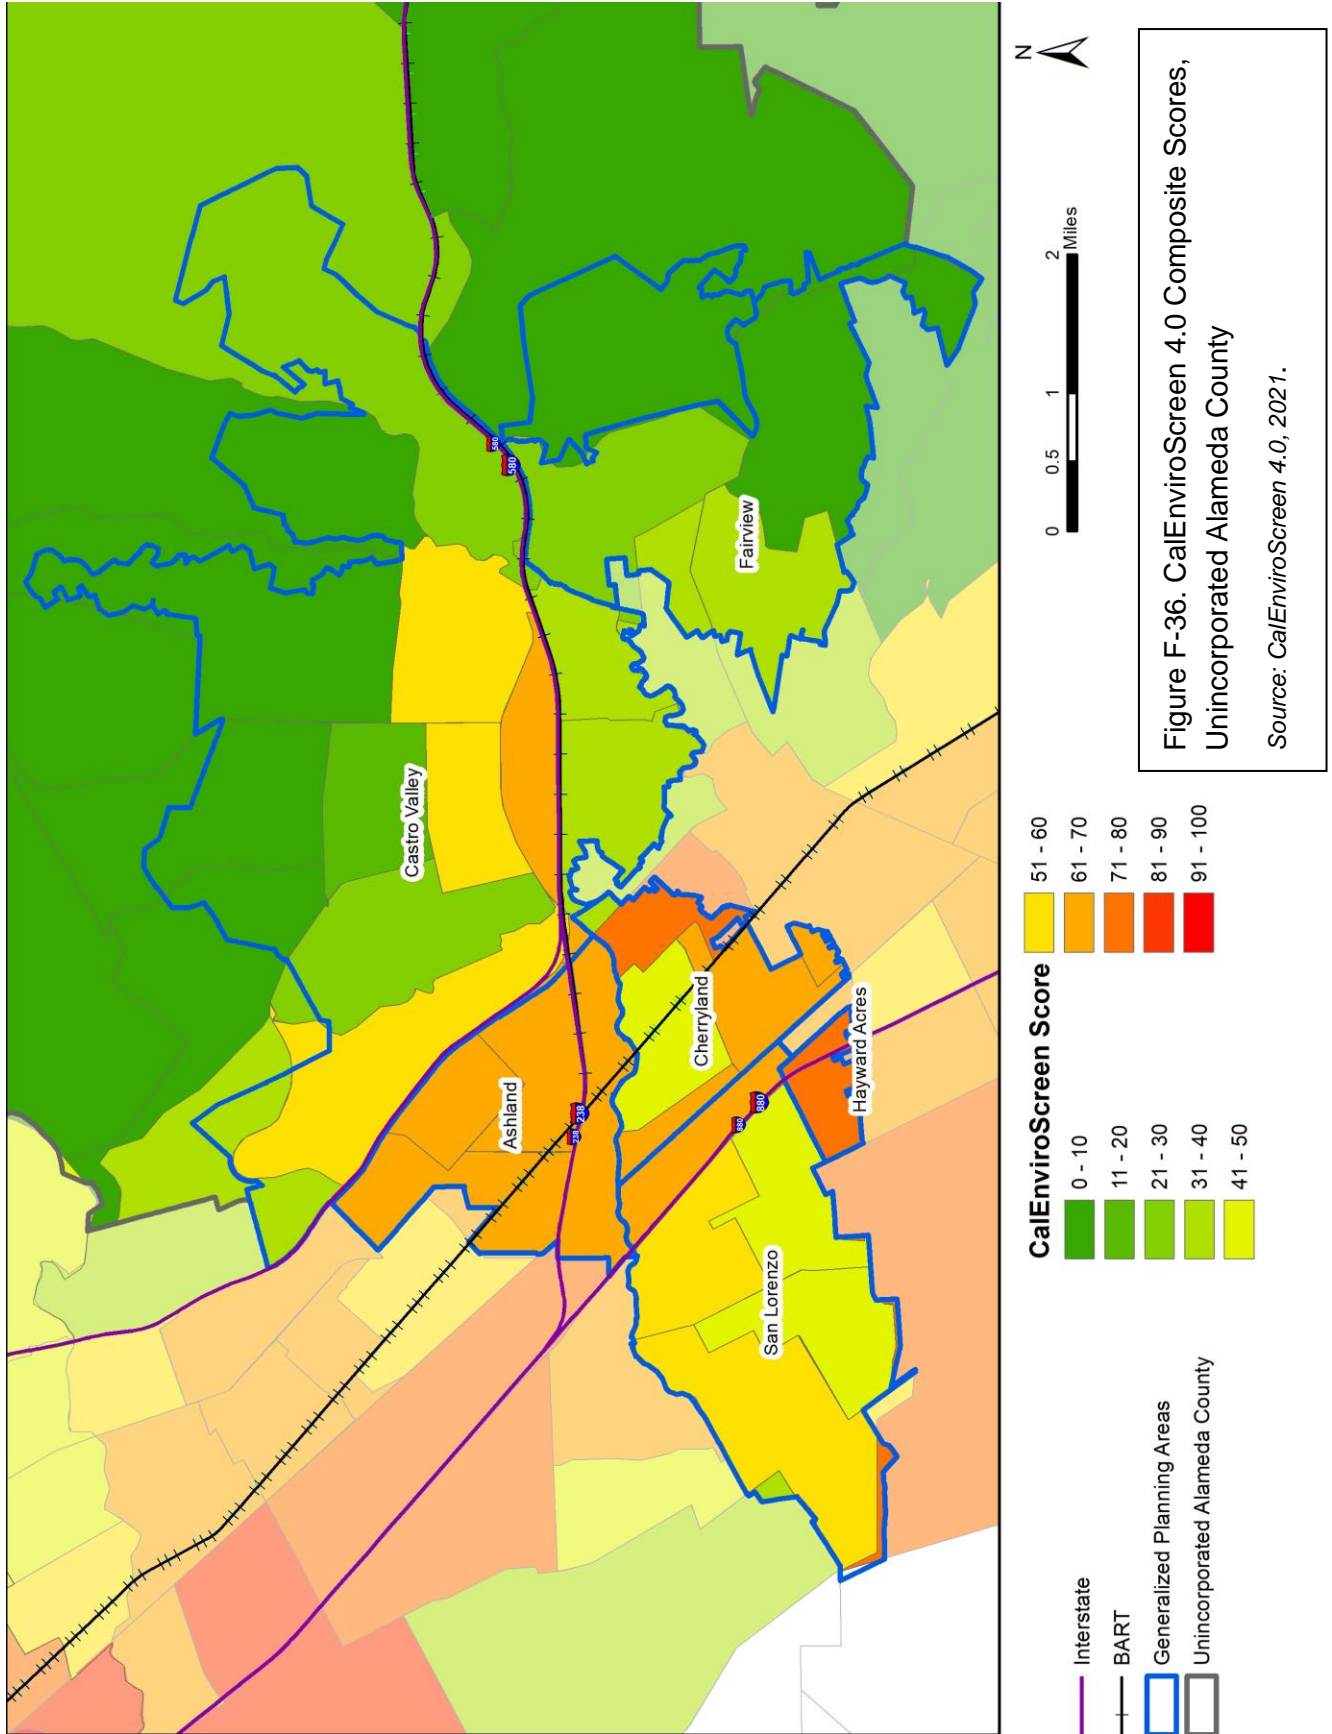 Castro Valley
Ashland
Cherryland
Hayward Acres
San Lorenzo
Fairview
580
580
238
238
880
880
N
0 0.5 1 2
Miles
Interstate
BART
Generalized Planning Areas
Unincorporated Alameda County
CalEnviroScreen Score
0 - 10
11 - 20
21 - 30
31 - 40
41 - 50
51 - 60
61 - 70
71 - 80
81 - 90
91 - 100
Figure F-36. CalEnviroScreen 4.0 Composite Scores,
Unincorporated Alameda County
Source: CalEnviroScreen 4.0, 2021.